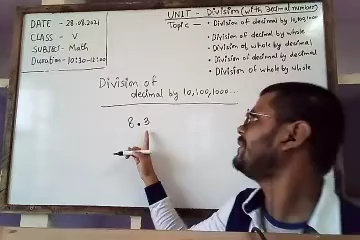 DATE - 28.08.2021
CLASS - V
SUBJECT - Math
Duration - 10:30-12:00
UNIT - Division (with decimal number)
Topic - • Division of decimal by 10,100,1000
• Division of decimal by whole
• Division of whole by decimal
• Division of decimal by decimal
• Division of whole by whole
Division of
decimal by 10,100,1000...
8.3